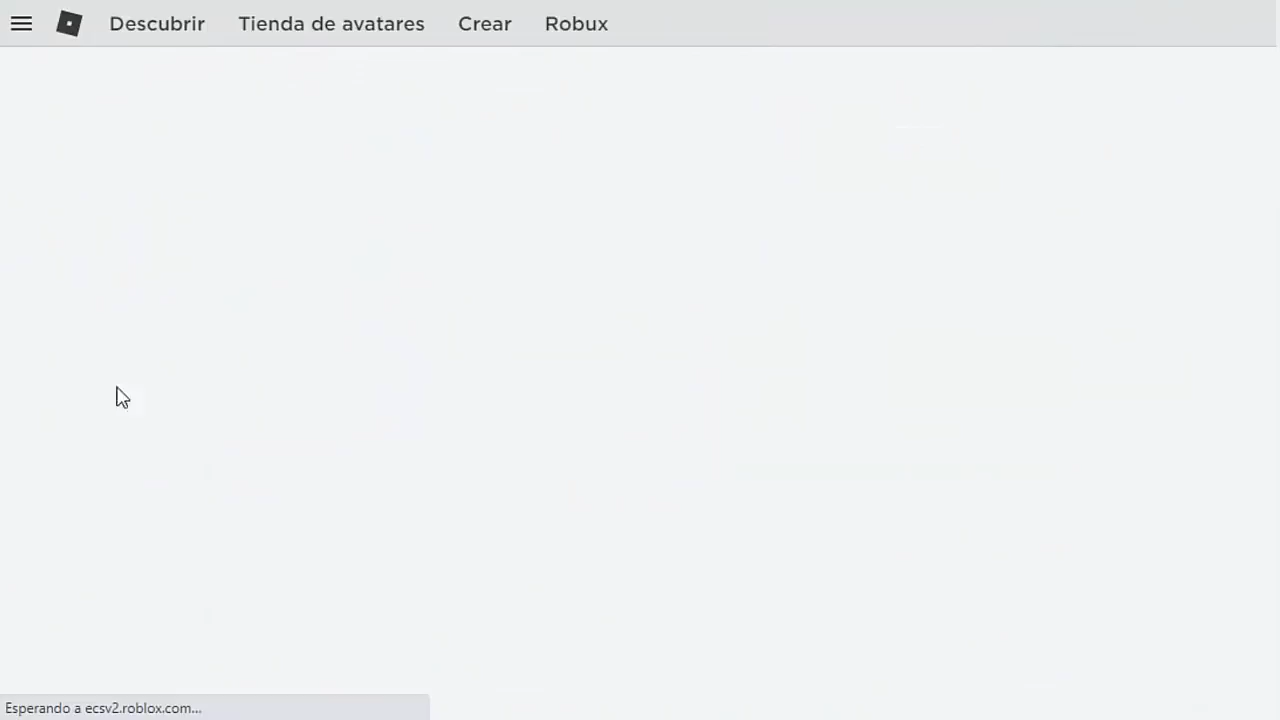 Descubrir Tienda de avatares Crear Robux
Esperando a ecsv2.roblox.com...